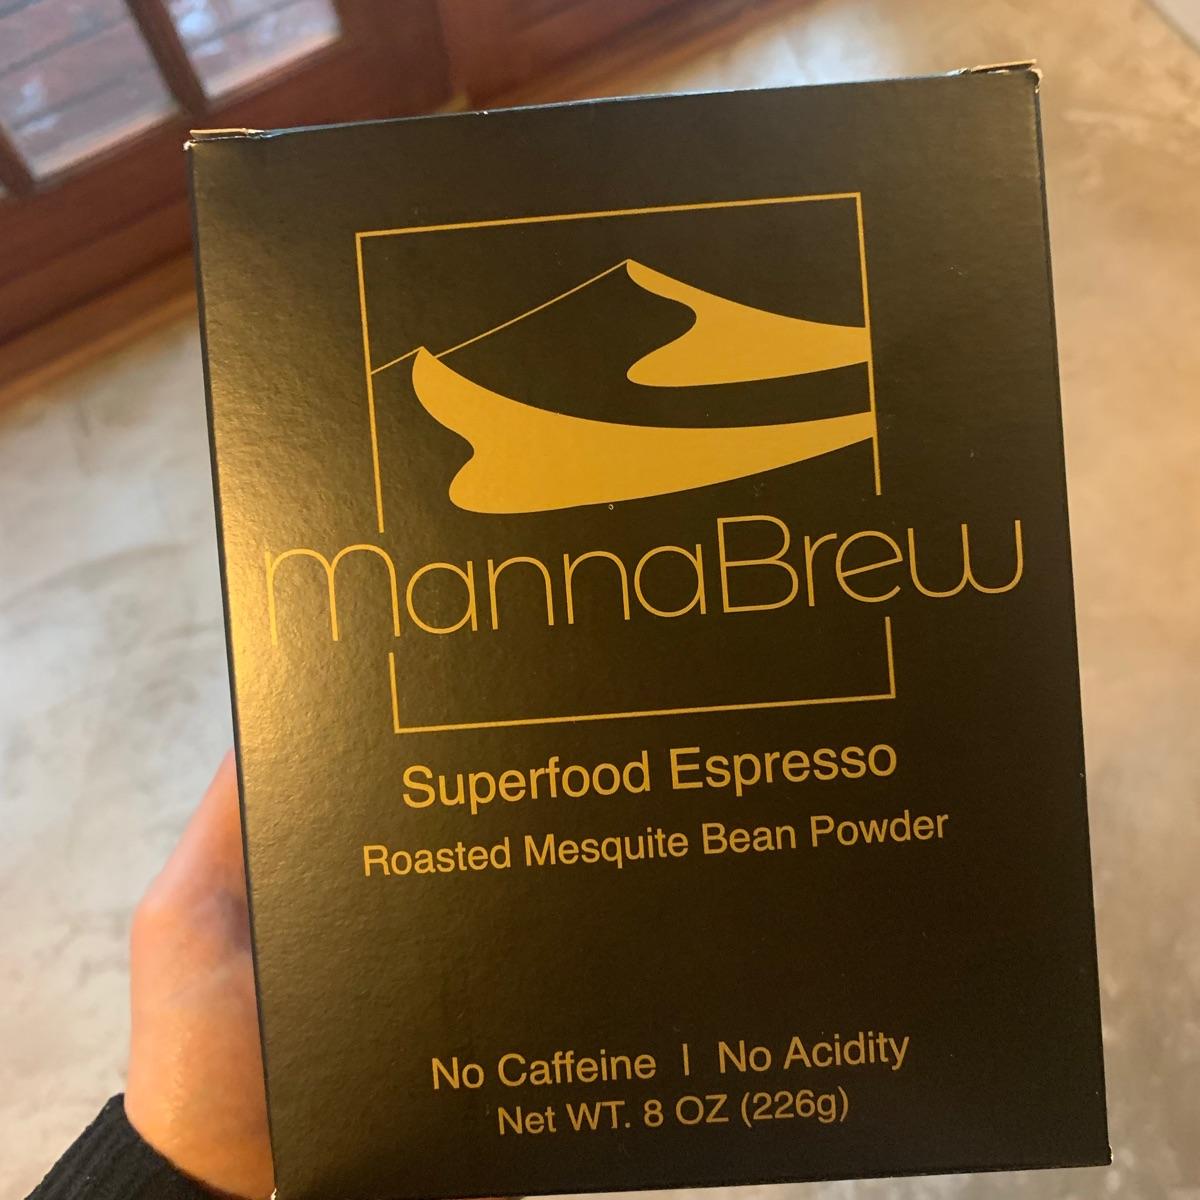 mannaBrew
Superfood Espresso
Roasted Mesquite Bean Powder
No Caffeine | No Acidity
Net WT. 8 OZ (226g)